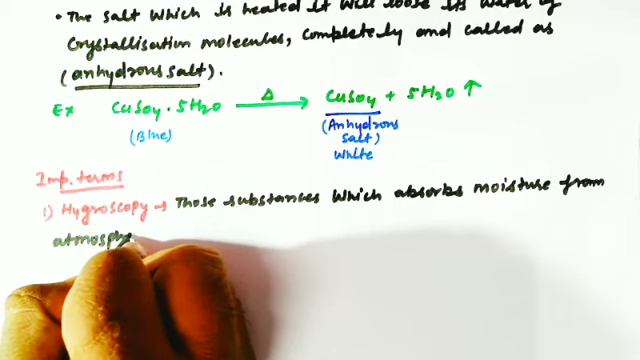 • The salt which is heated it will loose its water of
Crystallisation molecules, completely and called as
(anhydrous salt).
Ex CuSO4 . 5H2O Δ→ CuSO4 + 5H2O ↑
(Blue) (Anhydrous
salt)
White
Imp. terms
1) Hygroscopy → Those substances which absorbs moisture from
atmosphe